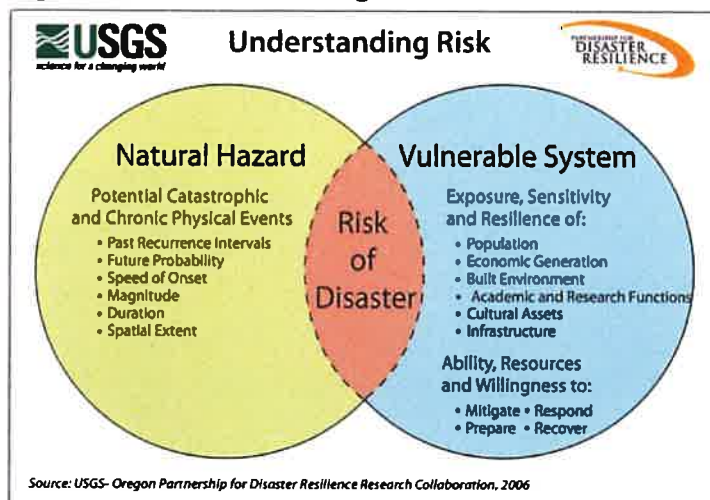 USGS
science for a changing world
Understanding Risk
PARTNERSHIP FOR
DISASTER
RESILIENCE
Natural Hazard
Potential Catastrophic
and Chronic Physical Events
• Past Recurrence Intervals
• Future Probability
• Speed of Onset
• Magnitude
• Duration
• Spatial Extent
Risk
of
Disaster
Vulnerable System
Exposure, Sensitivity
and Resilience of:
• Population
• Economic Generation
• Built Environment
• Academic and Research Functions
• Cultural Assets
• Infrastructure
Ability, Resources
and Willingness to:
• Mitigate • Respond
• Prepare • Recover
Source: USGS- Oregon Partnership for Disaster Resilience Research Collaboration, 2006